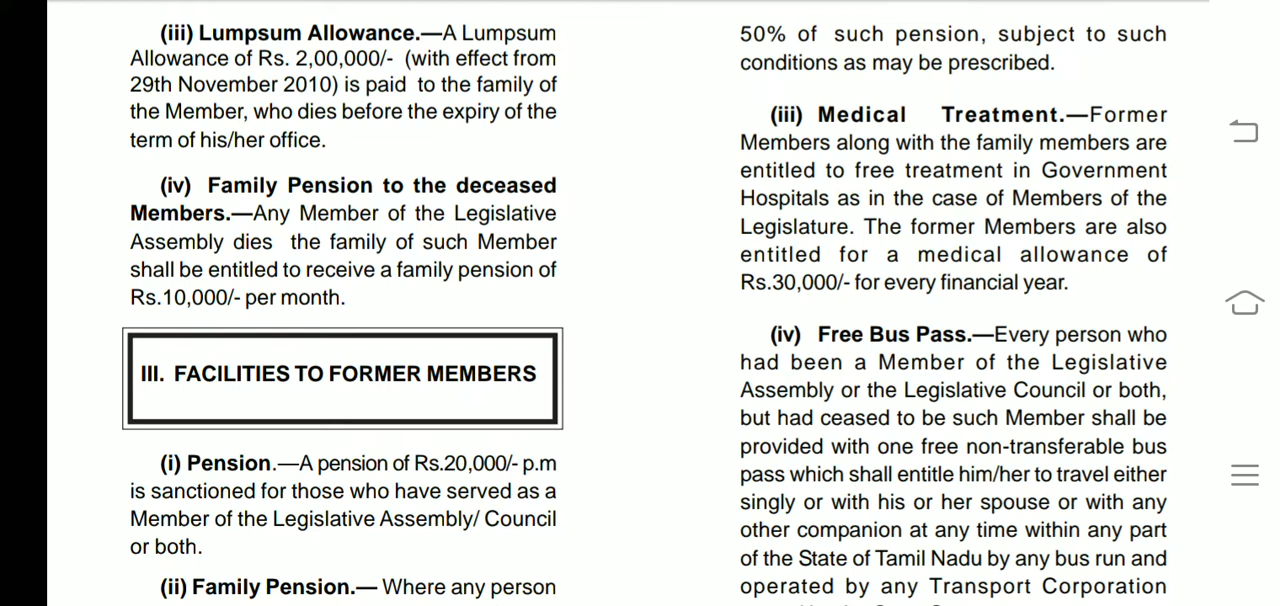 (iii) Lumpsum Allowance.—A Lumpsum
Allowance of Rs. 2,00,000/- (with effect from
29th November 2010) is paid to the family of
the Member, who dies before the expiry of the
term of his/her office.
(iv) Family Pension to the deceased
Members.—Any Member of the Legislative
Assembly dies the family of such Member
shall be entitled to receive a family pension of
Rs.10,000/- per month.
III. FACILITIES TO FORMER MEMBERS
(i) Pension.—A pension of Rs.20,000/- p.m
is sanctioned for those who have served as a
Member of the Legislative Assembly/ Council
or both.
(ii) Family Pension.— Where any person
50% of such pension, subject to such
conditions as may be prescribed.
(iii) Medical Treatment.—Former
Members along with the family members are
entitled to free treatment in Government
Hospitals as in the case of Members of the
Legislature. The former Members are also
entitled for a medical allowance of
Rs.30,000/- for every financial year.
(iv) Free Bus Pass.—Every person who
had been a Member of the Legislative
Assembly or the Legislative Council or both,
but had ceased to be such Member shall be
provided with one free non-transferable bus
pass which shall entitle him/her to travel either
singly or with his or her spouse or with any
other companion at any time within any part
of the State of Tamil Nadu by any bus run and
operated by any Transport Corporation